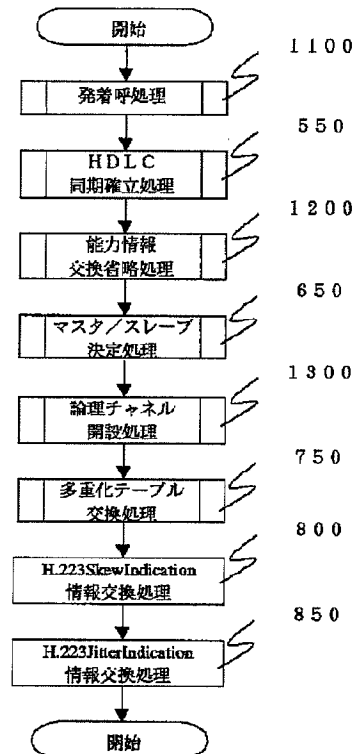 開始
1100
発着呼処理
550
HDLC
同期確立処理
1200
能力情報
交換省略処理
650
マスタ／スレーブ
決定処理
1300
論理チャネル
開設処理
750
多重化テーブル
交換処理
800
H.223SkewIndication
情報交換処理
850
H.223JitterIndication
情報交換処理
開始